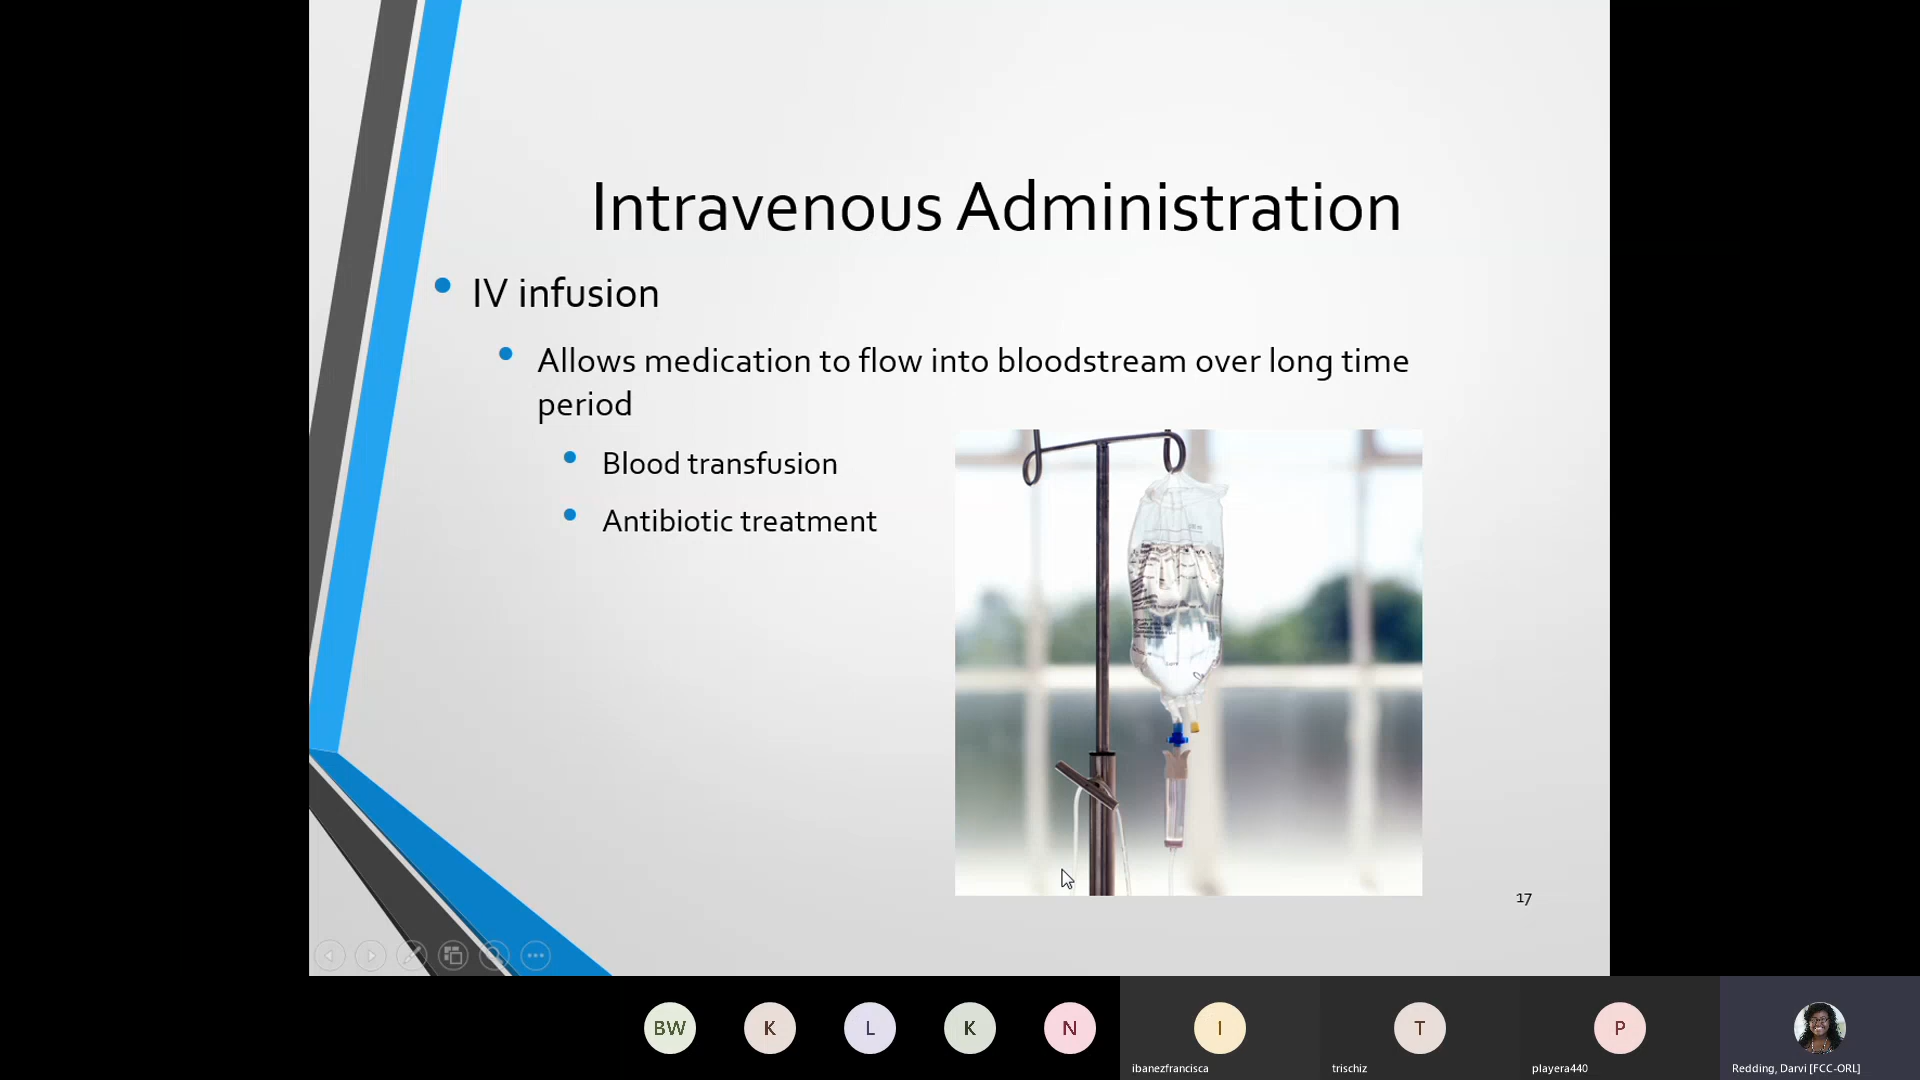 Intravenous Administration
IV infusion
Allows medication to flow into bloodstream over long time
period
Blood transfusion
Antibiotic treatment
17
BW
K
L
K
N
I
T
P
ibanezfrancisca
trischiz
playera440
Redding, Darvi [FCC-ORL]